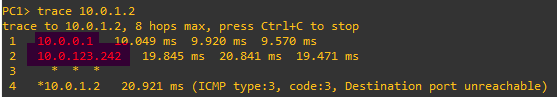 PC1> trace 10.0.1.2
trace to 10.0.1.2, 8 hops max, press Ctrl+C to stop
1 10.0.0.1 10.049 ms 9.920 ms 9.570 ms
2 10.0.123.242 19.845 ms 20.841 ms 19.471 ms
3 * * *
4 *10.0.1.2 20.921 ms (ICMP type:3, code:3, Destination port unreachable)